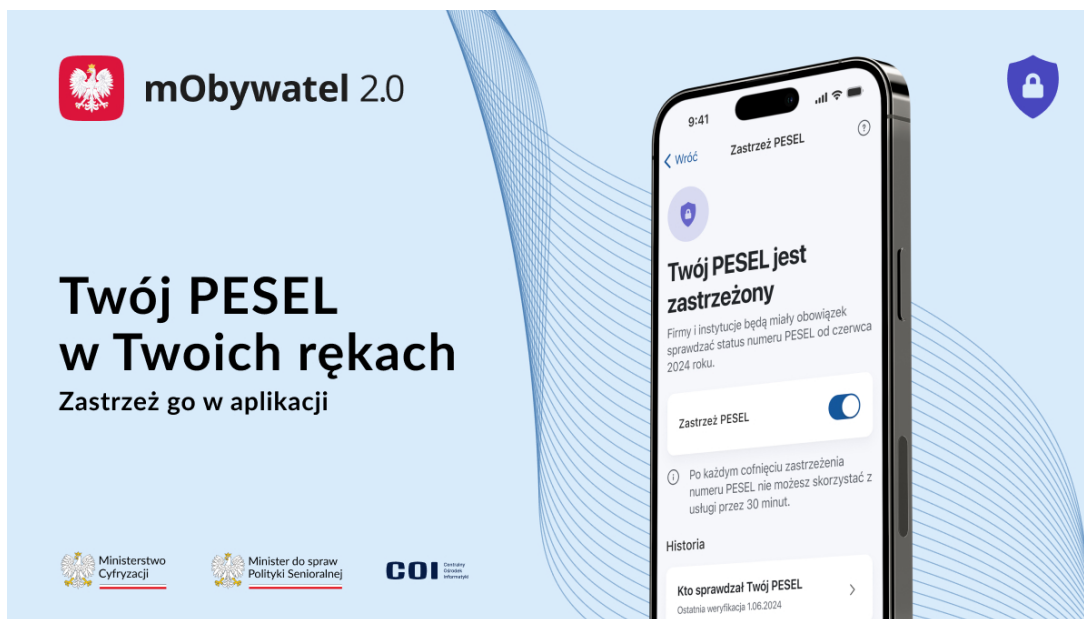 mObywatel 2.0
Twój PESEL
w Twoich rękach
Zastrzeż go w aplikacji
Ministerstwo
Cyfryzacji
Minister do spraw
Polityki Senioralnej
COI
Centralny
Ośrodek
Informatyki
9:41
Wróć
Zastrzeż PESEL
Twój PESEL jest
zastrzeżony
Firmy i instytucje będą miały obowiązek
sprawdzać status numeru PESEL od czerwca
2024 roku.
Zastrzeż PESEL
Po każdym cofnięciu zastrzeżenia
numeru PESEL nie możesz skorzystać z
usługi przez 30 minut.
Historia
Kto sprawdzał Twój PESEL
Ostatnia weryfikacja 1.06.2024